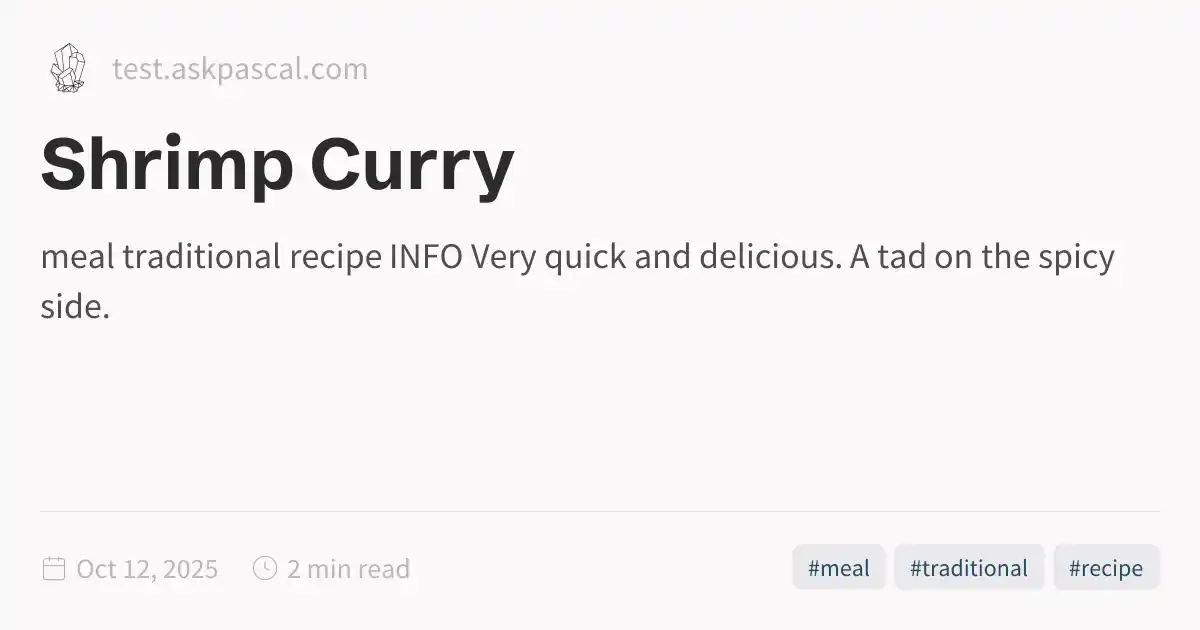 test.askpascal.com
Shrimp Curry
meal traditional recipe INFO Very quick and delicious. A tad on the spicy
side.
Oct 12, 2025
2 min read
#meal
#traditional
#recipe